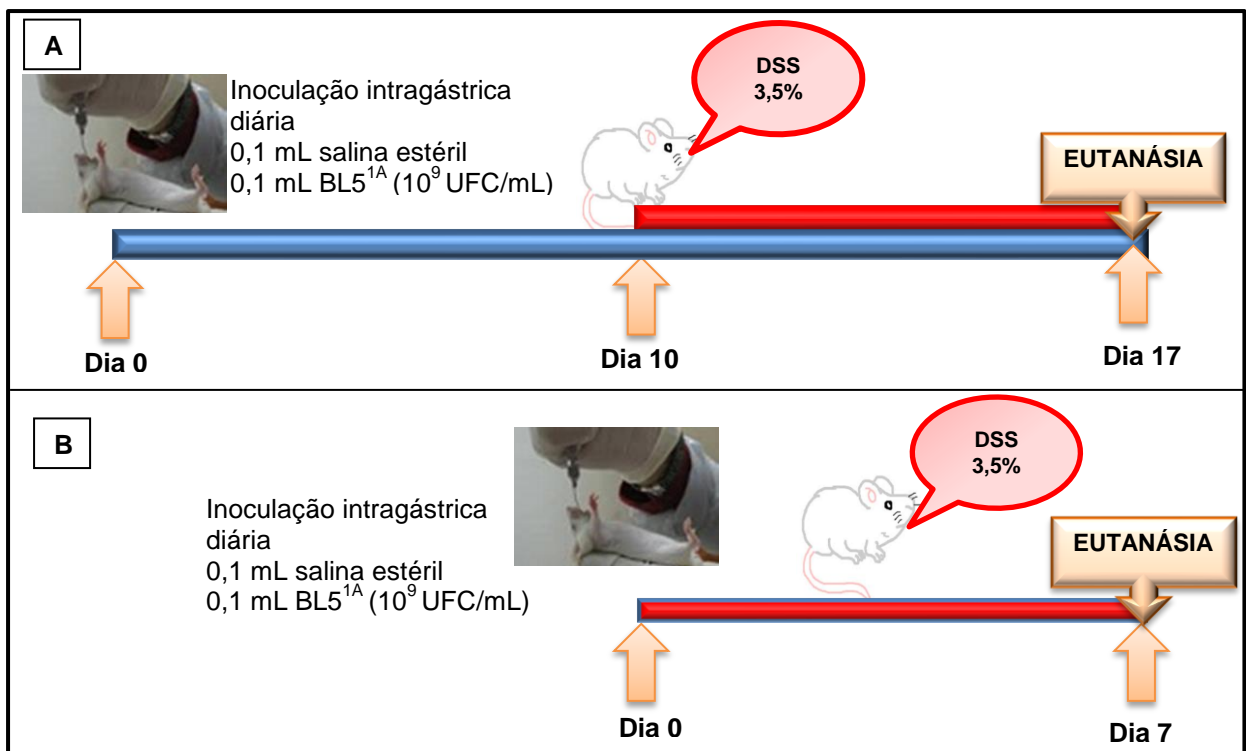 A
Inoculação intragástrica
diária
0,1 mL salina estéril
0,1 mL BL5^1A (10^9 UFC/mL)
DSS
3,5%
EUTANÁSIA
Dia 0
Dia 10
Dia 17
B
Inoculação intragástrica
diária
0,1 mL salina estéril
0,1 mL BL5^1A (10^9 UFC/mL)
DSS
3,5%
EUTANÁSIA
Dia 0
Dia 7